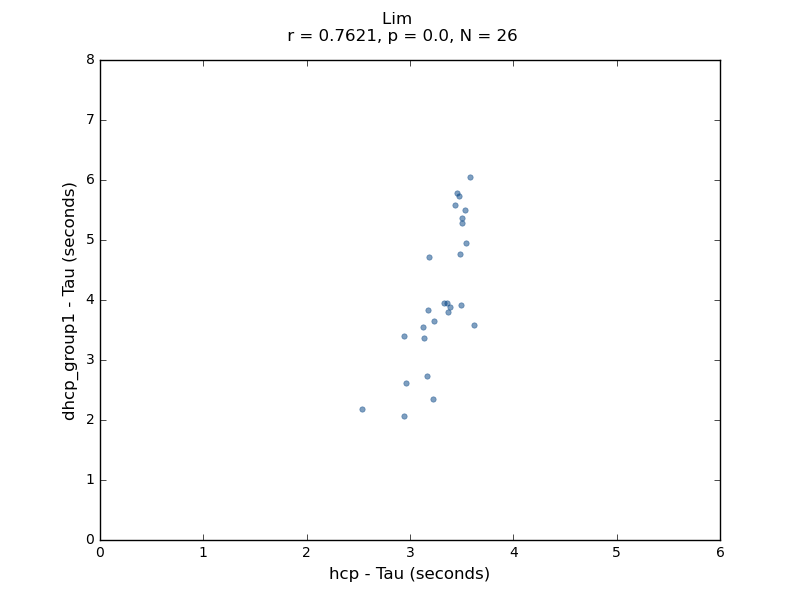 Lim
r = 0.7621, p = 0.0, N = 26
8
7
6
5
4
3
2
1
0
dhcp_group1 - Tau (seconds)
0 1 2 3 4 5 6
hcp - Tau (seconds)